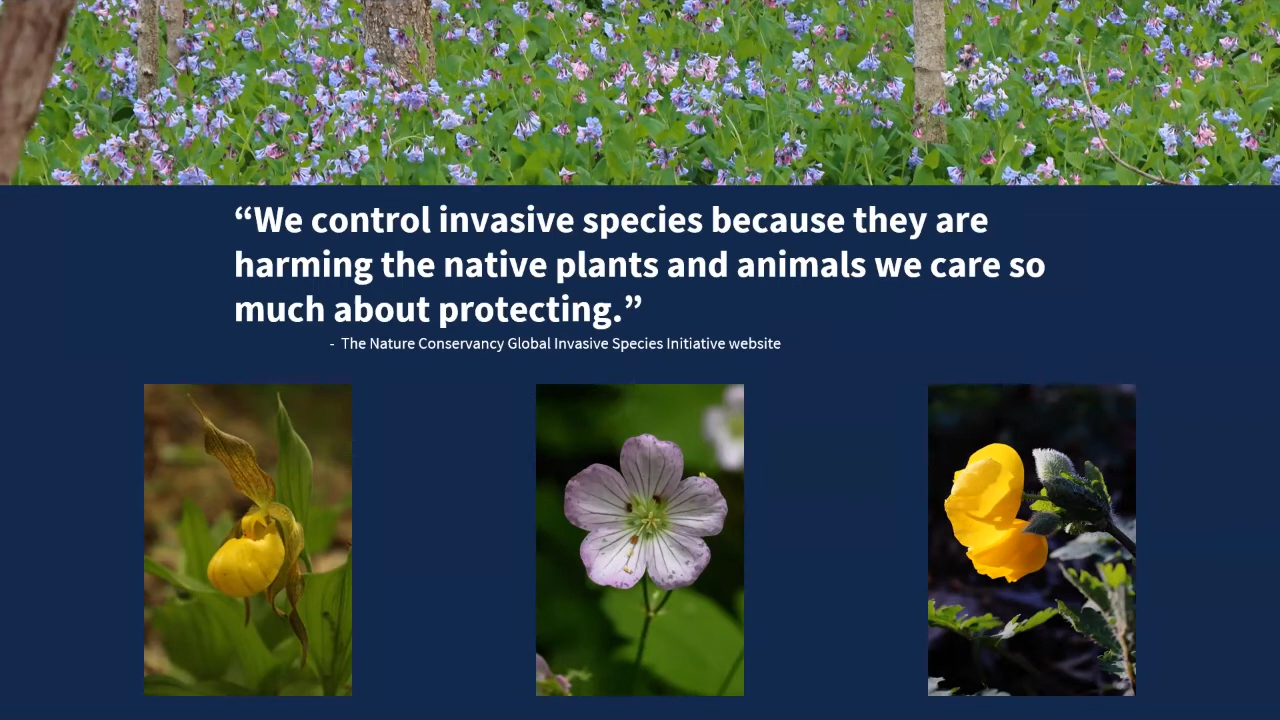 “We control invasive species because they are
harming the native plants and animals we care so
much about protecting.”
- The Nature Conservancy Global Invasive Species Initiative website